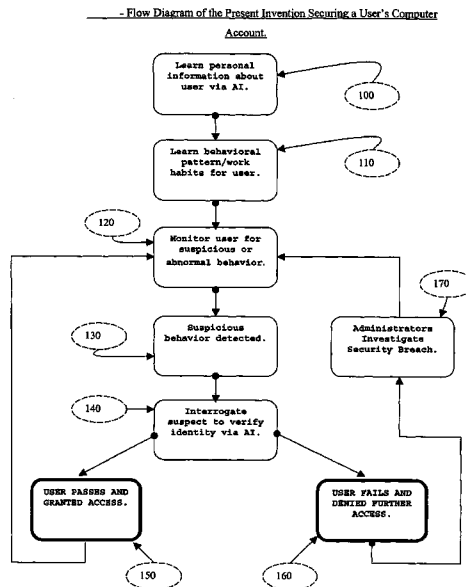 - Flow Diagram of the Present Invention Securing a User's Computer
Account.
Learn personal
information about
user via AI.
100
Learn behavioral
pattern/work
habits for user.
110
120
Monitor user for
suspicious or
abnormal behavior.
170
130
Suspicious
behavior detected.
Administrators
Investigate
Security Breach.
140
Interrogate
suspect to verify
identity via AI.
USER PASSES AND
GRANTED ACCESS.
USER FAILS AND
DENIED FURTHER
ACCESS.
150
160